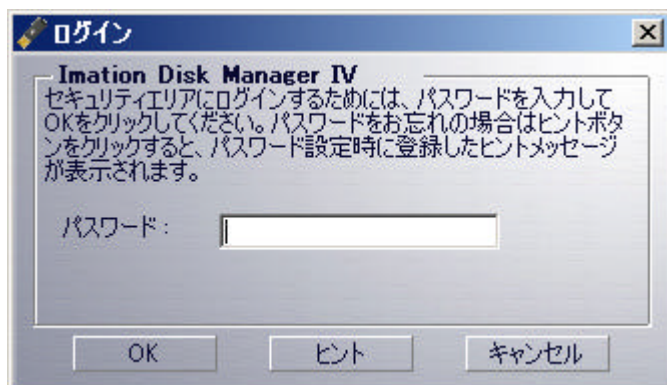 ログイン
Imation Disk Manager IV
セキュリティエリアにログインするためには、パスワードを入力して
OKをクリックしてください。パスワードをお忘れの場合はヒントボタ
ンをクリックすると、パスワード設定時に登録したヒントメッセージ
が表示されます。
パスワード：
OK ヒント キャンセル